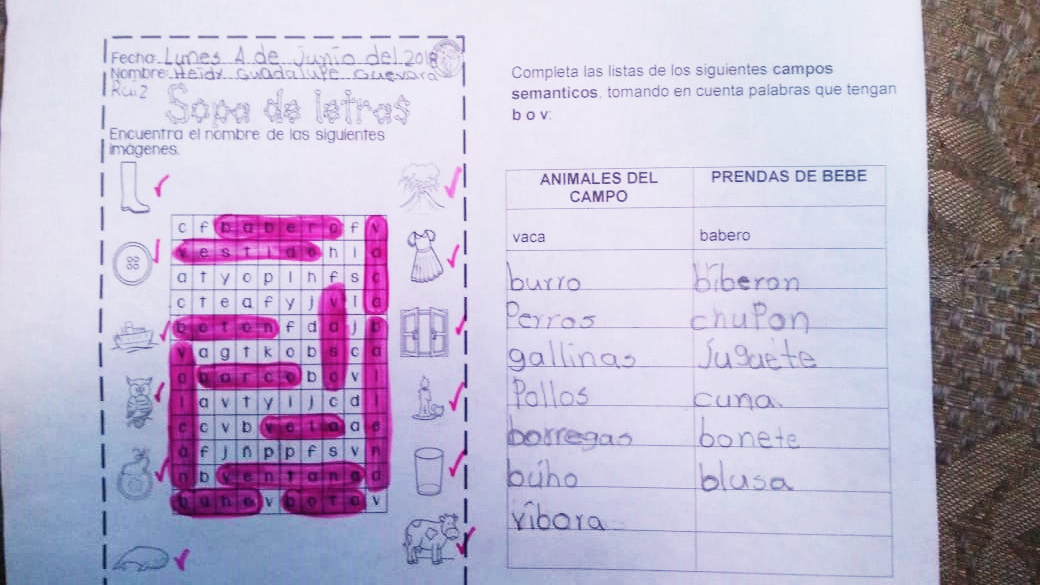 Fecha: Lunes 4 de junio del 2018
Nombre: Heidy Guadalupe Guevara
Ruiz
Sopa de letras
Encuentra el nombre de las siguientes
imágenes.
c f b a b e r o f v
v e s t i d o h i a
a t y o p l h f s c
c t e a f y j v l a
b o t o n f d a j b
v a g t k o b s c a
o b a r c o b o v l
l a v t y i j c d l
c c v b v e l a a e
a f j ñ p p f s v n
n b v e n t a n a a
b u h o v b o t a v
Completa las listas de los siguientes campos
semanticos, tomando en cuenta palabras que tengan
b o v:
ANIMALES DEL CAMPO PRENDAS DE BEBE
vaca babero
burro biberon
Perros chupon
gallinas juguete
Pollos cuna
borregas bonete
búho blusa
víbora